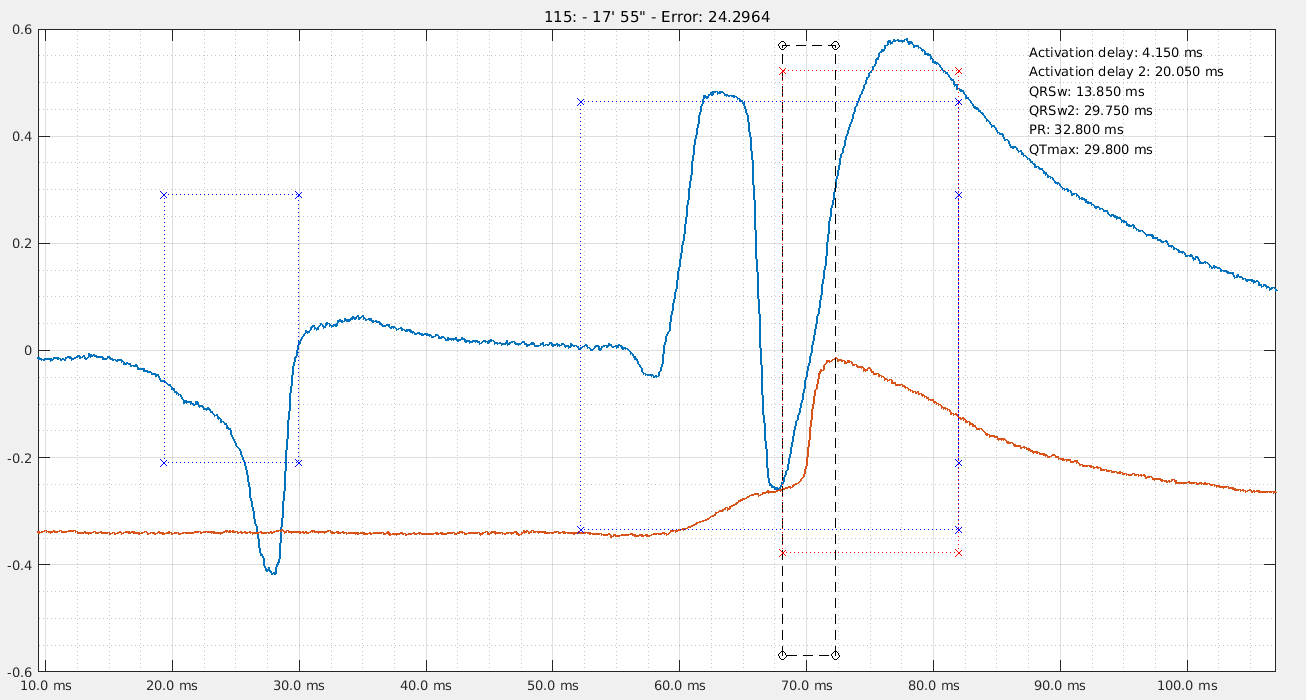 115: - 17' 55" - Error: 24.2964
0.6
0.4
0.2
0
-0.2
-0.4
-0.6
Activation delay: 4.150 ms
Activation delay 2: 20.050 ms
QRSw: 13.850 ms
QRSw2: 29.750 ms
PR: 32.800 ms
QTmax: 29.800 ms
10.0 ms 20.0 ms 30.0 ms 40.0 ms 50.0 ms 60.0 ms 70.0 ms 80.0 ms 90.0 ms 100.0 ms